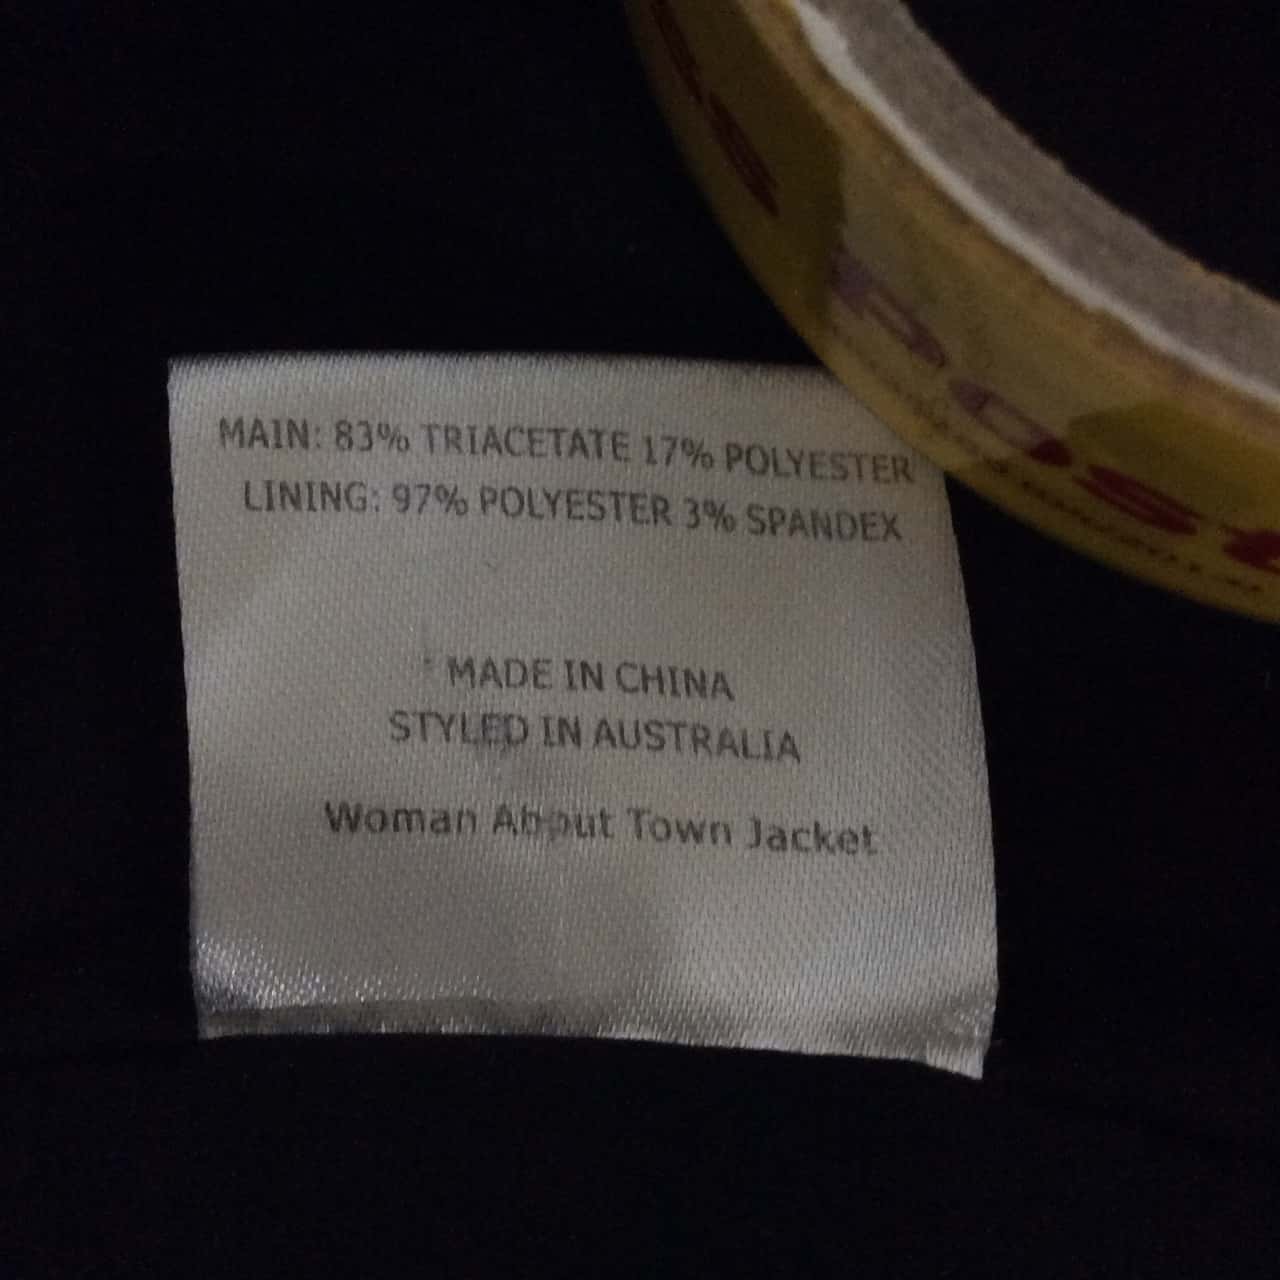 MAIN: 83% TRIACETATE 17% POLYESTER
LINING: 97% POLYESTER 3% SPANDEX
MADE IN CHINA
STYLED IN AUSTRALIA
Woman About Town Jacket